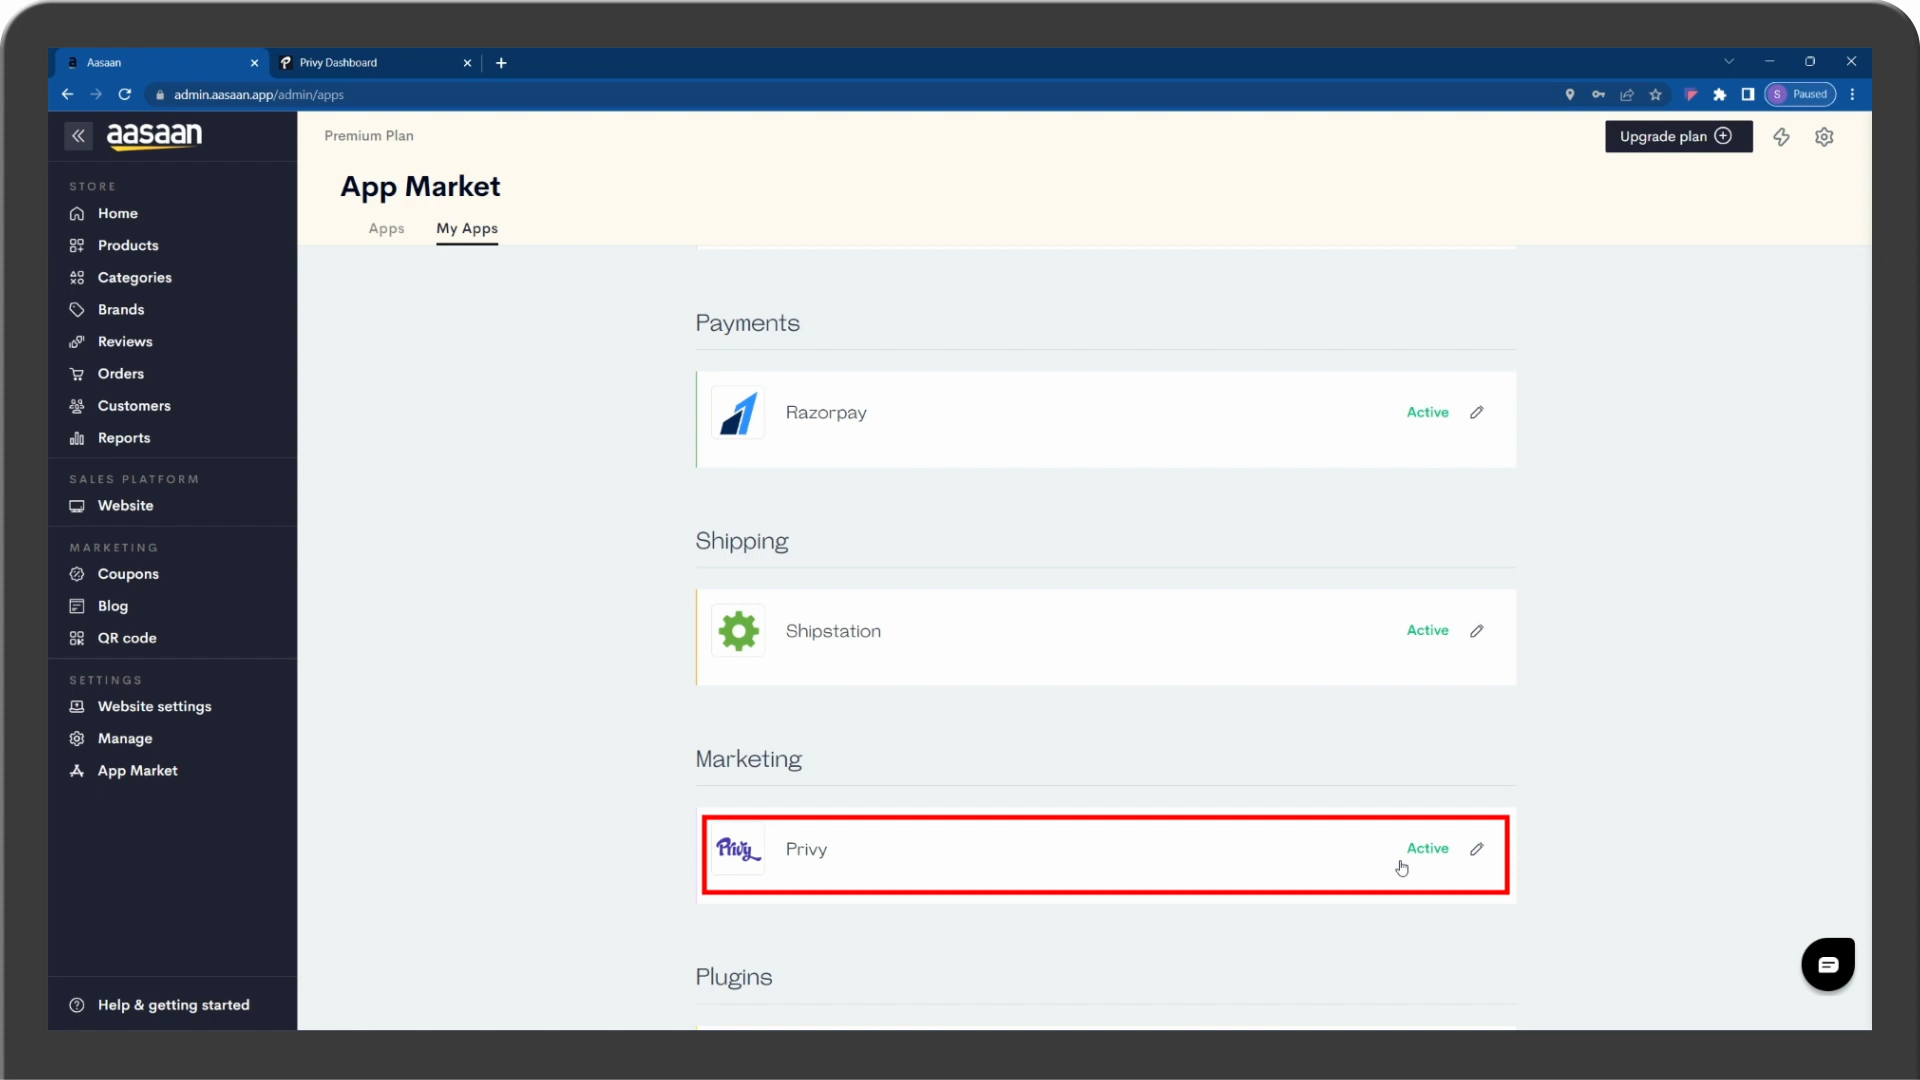 Aasaan
Privy Dashboard
admin.aasaan.app/admin/apps
S Paused
aasaan
Premium Plan
Upgrade plan
App Market
Apps
My Apps
STORE
Home
Products
Categories
Brands
Reviews
Orders
Customers
Reports
SALES PLATFORM
Website
MARKETING
Coupons
Blog
QR code
SETTINGS
Website settings
Manage
App Market
Help & getting started
Payments
Razorpay
Active
Shipping
Shipstation
Active
Marketing
Privy
Privy
Active
Plugins